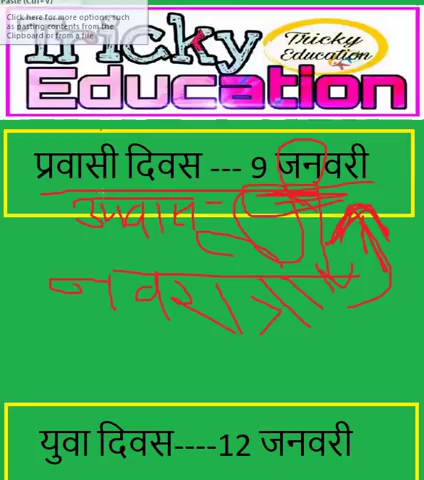 Paste (Ctrl+V)
Click here for more options, such
as pasting contents from the
Clipboard or from a file
Tricky
Education
Tricky
Education
प्रवासी दिवस --- 9 जनवरी
उपवास
नवरात्रा
युवा दिवस----12 जनवरी